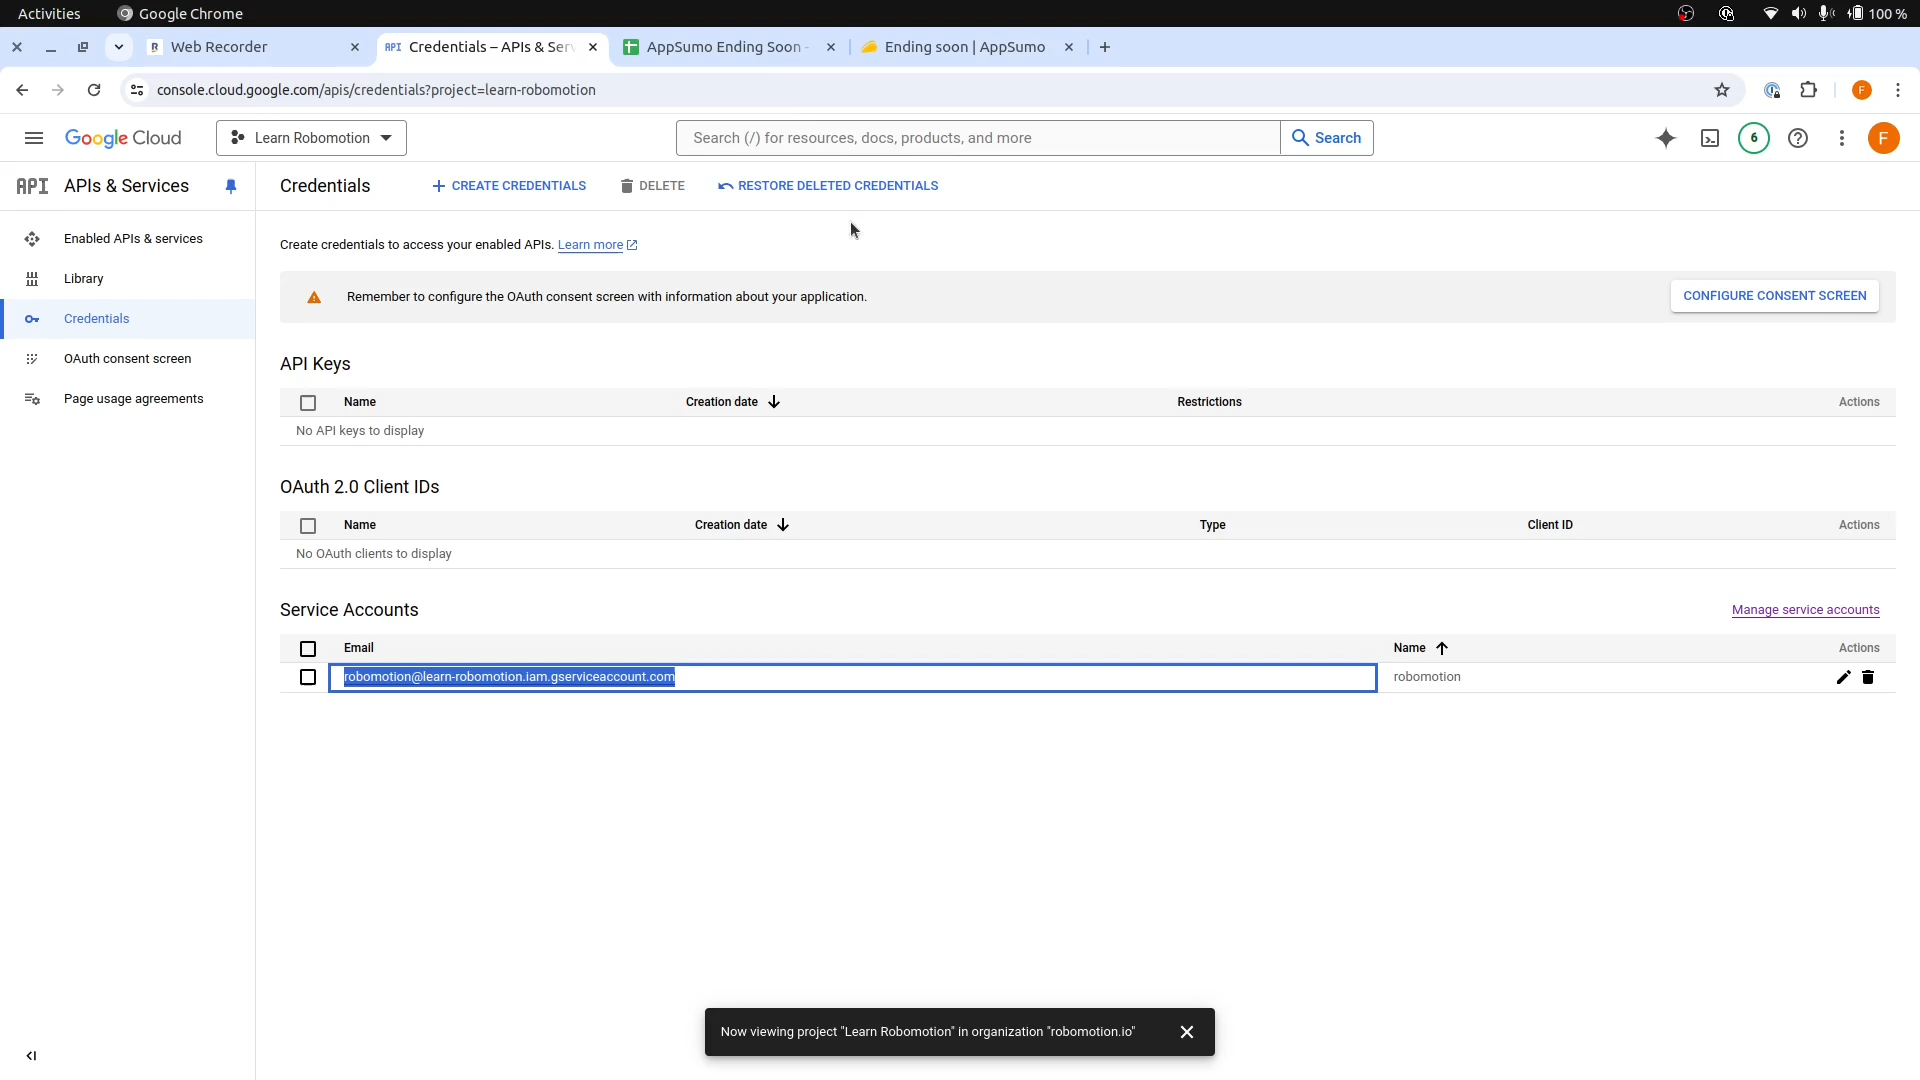 Activities
Google Chrome
100 %
Web Recorder
API Credentials – APIs & Serv
AppSumo Ending Soon -
Ending soon | AppSumo
console.cloud.google.com/apis/credentials?project=learn-robomotion
F
Google Cloud
Learn Robomotion
Search (/) for resources, docs, products, and more
Search
6
F
API APIs & Services
Credentials
CREATE CREDENTIALS
DELETE
RESTORE DELETED CREDENTIALS
Enabled APIs & services
Library
Credentials
OAuth consent screen
Page usage agreements
Create credentials to access your enabled APIs. Learn more
Remember to configure the OAuth consent screen with information about your application.
CONFIGURE CONSENT SCREEN
API Keys
Name Creation date Restrictions Actions
No API keys to display
OAuth 2.0 Client IDs
Name Creation date Type Client ID Actions
No OAuth clients to display
Service Accounts
Manage service accounts
Email Name Actions
robomotion@learn-robomotion.iam.gserviceaccount.com robomotion
Now viewing project "Learn Robomotion" in organization "robomotion.io"